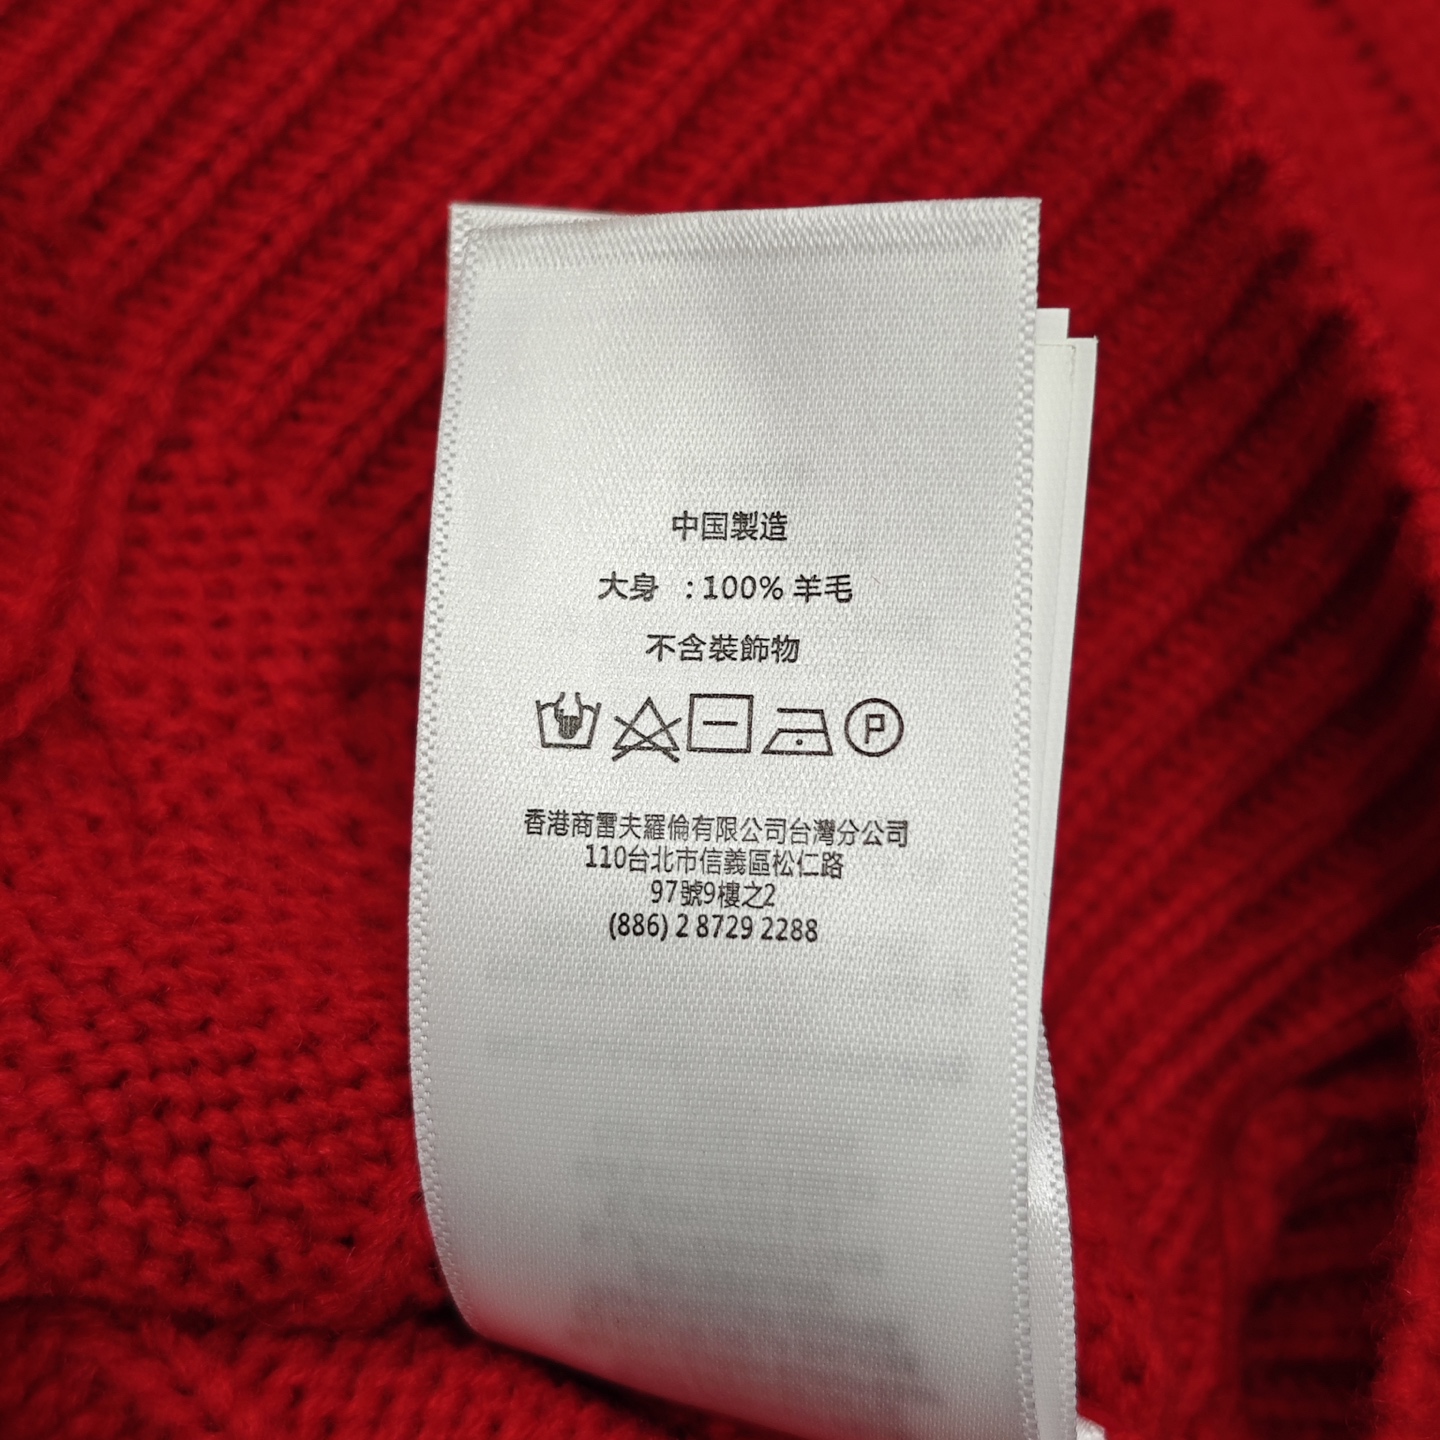 中国製造
大身 : 100% 羊毛
不含裝飾物
P
香港商雷夫羅倫有限公司台灣分公司
110台北市信義區松仁路
97號9樓之2
(886) 2 8729 2288